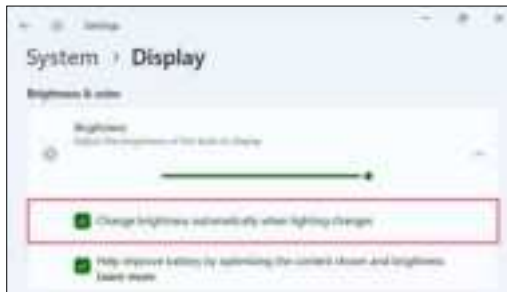 Settings
System › Display
Brightness & color
Brightness
Adjust the brightness of the built-in display
Change brightness automatically when lighting changes
Help improve battery by optimizing the content shown and brightness
Learn more